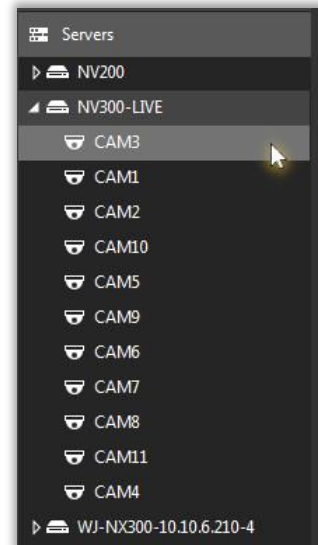 Servers
NV200
NV300-LIVE
CAM3
CAM1
CAM2
CAM10
CAM5
CAM9
CAM6
CAM7
CAM8
CAM11
CAM4
WJ-NX300-10.10.6.210-4